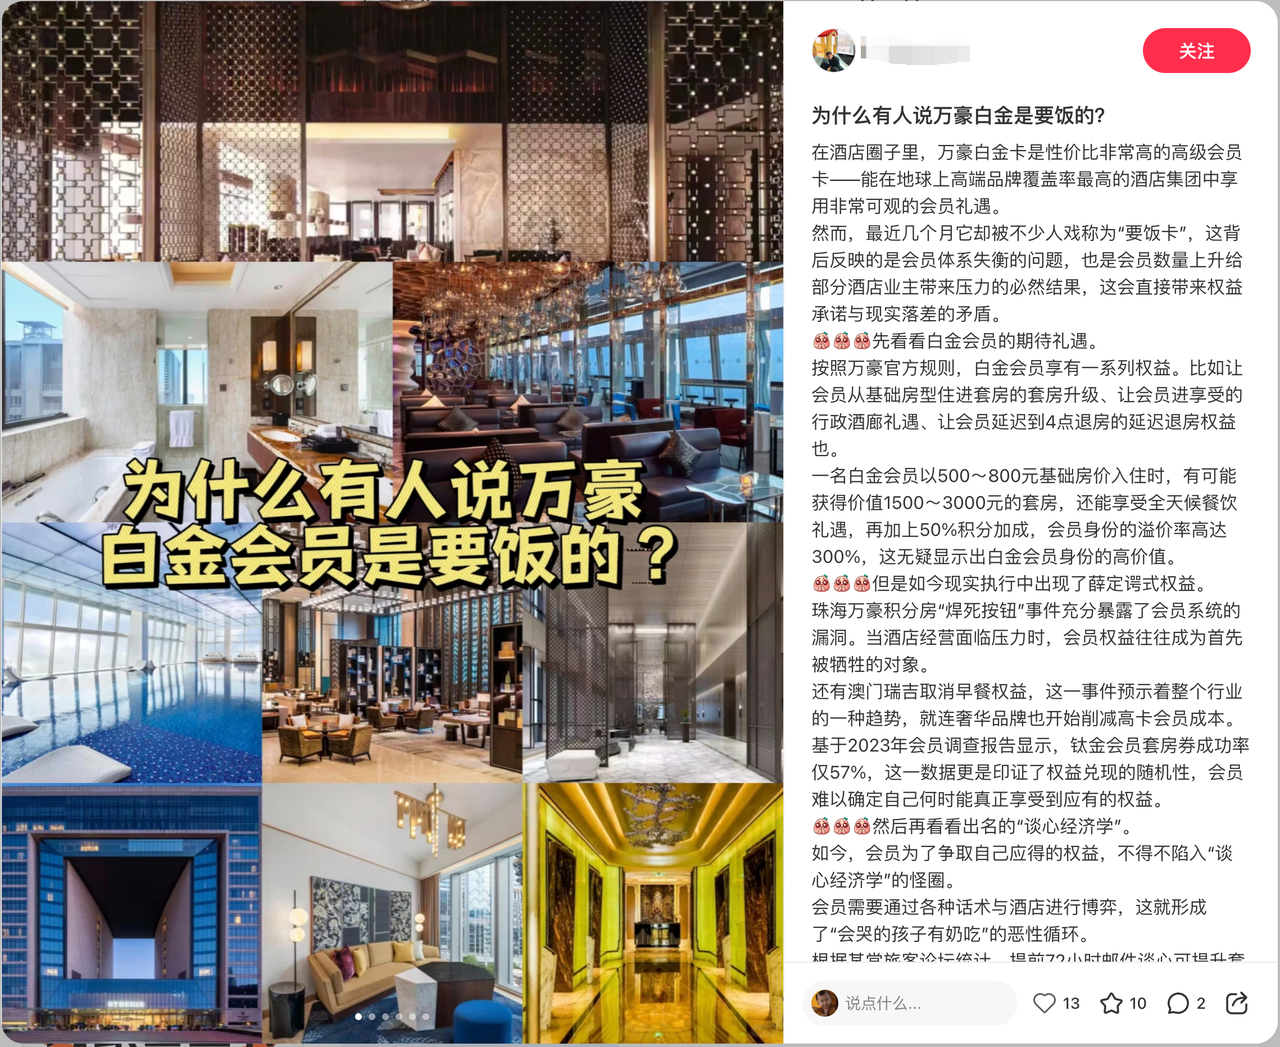 为什么有人说万豪
白金会员是要饭的？
ST REGIS
关注
为什么有人说万豪白金是要饭的?
在酒店圈子里，万豪白金卡是性价比非常高的高级会员
卡——能在地球上高端品牌覆盖率最高的酒店集团中享
用非常可观的会员礼遇。
然而，最近几个月它却被不少人戏称为“要饭卡”，这背
后反映的是会员体系失衡的问题，也是会员数量上升给
部分酒店业主带来压力的必然结果，这会直接带来权益
承诺与现实落差的矛盾。
先看看白金会员的期待礼遇。
按照万豪官方规则，白金会员享有一系列权益。比如让
会员从基础房型住进套房的套房升级、让会员进享受的
行政酒廊礼遇、让会员延迟到4点退房的延迟退房权益
也。
一名白金会员以500～800元基础房价入住时，有可能
获得价值1500～3000元的套房，还能享受全天候餐饮
礼遇，再加上50%积分加成，会员身份的溢价率高达
300%，这无疑显示出白金会员身份的高价值。
但是如今现实执行中出现了薛定谔式权益。
珠海万豪积分房“焊死按钮”事件充分暴露了会员系统的
漏洞。当酒店经营面临压力时，会员权益往往成为首先
被牺牲的对象。
还有澳门瑞吉取消早餐权益，这一事件预示着整个行业
的一种趋势，就连奢华品牌也开始削减高卡会员成本。
基于2023年会员调查报告显示，钛金会员套房券成功率
仅57%，这一数据更是印证了权益兑现的随机性，会员
难以确定自己何时能真正享受到应有的权益。
然后再看看出名的“谈心经济学”。
如今，会员为了争取自己应得的权益，不得不陷入“谈
心经济学”的怪圈。
会员需要通过各种话术与酒店进行博弈，这就形成
了“会哭的孩子有奶吃”的恶性循环。
根据某常旅客论坛统计，提前72小时邮件谈心可提升套
说点什么...
13
10
2